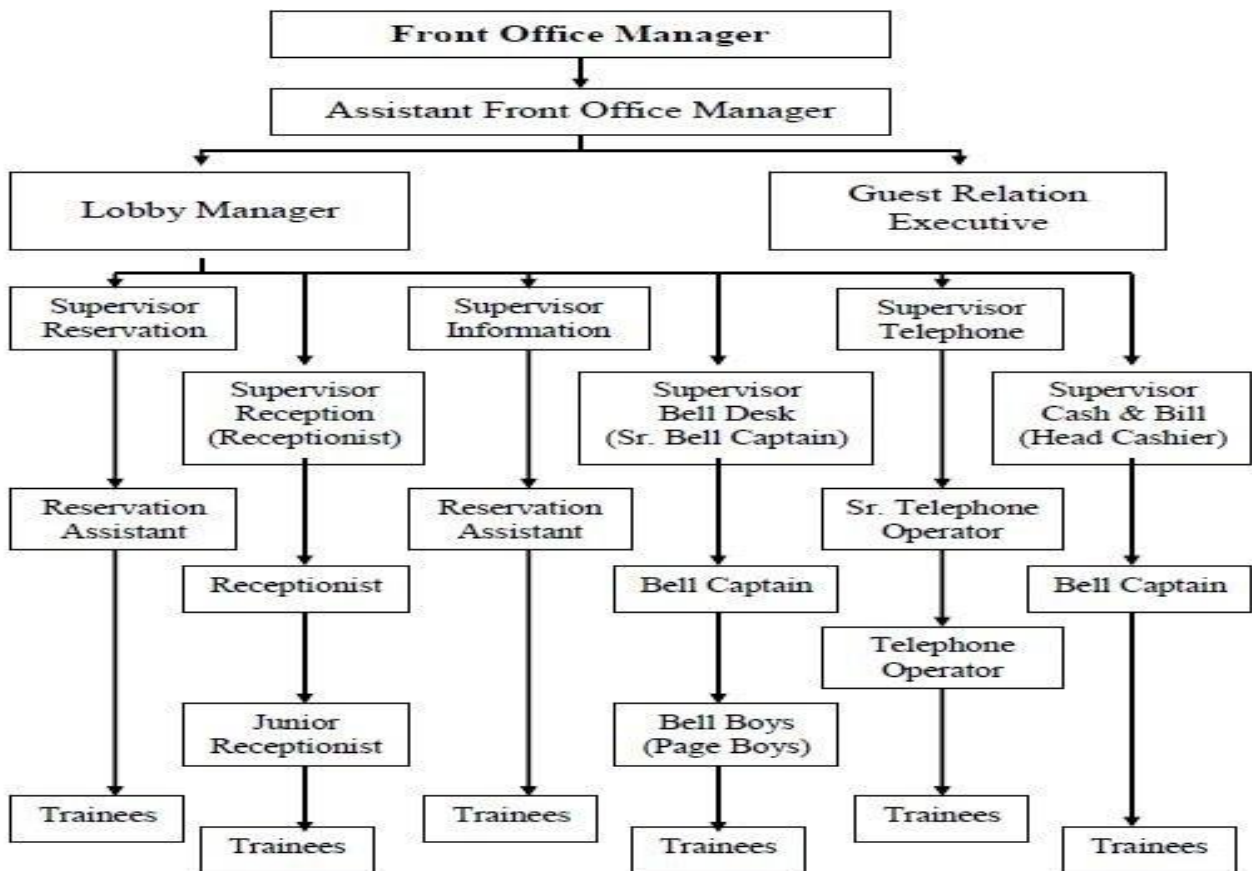 Front Office Manager
Assistant Front Office Manager
Lobby Manager
Guest Relation
Executive
Supervisor
Reservation
Supervisor
Information
Supervisor
Telephone
Supervisor
Reception
(Receptionist)
Supervisor
Bell Desk
(Sr. Bell Captain)
Supervisor
Cash & Bill
(Head Cashier)
Reservation
Assistant
Reservation
Assistant
Sr. Telephone
Operator
Receptionist
Bell Captain
Bell Captain
Telephone
Operator
Junior
Receptionist
Bell Boys
(Page Boys)
Trainees
Trainees
Trainees
Trainees
Trainees
Trainees